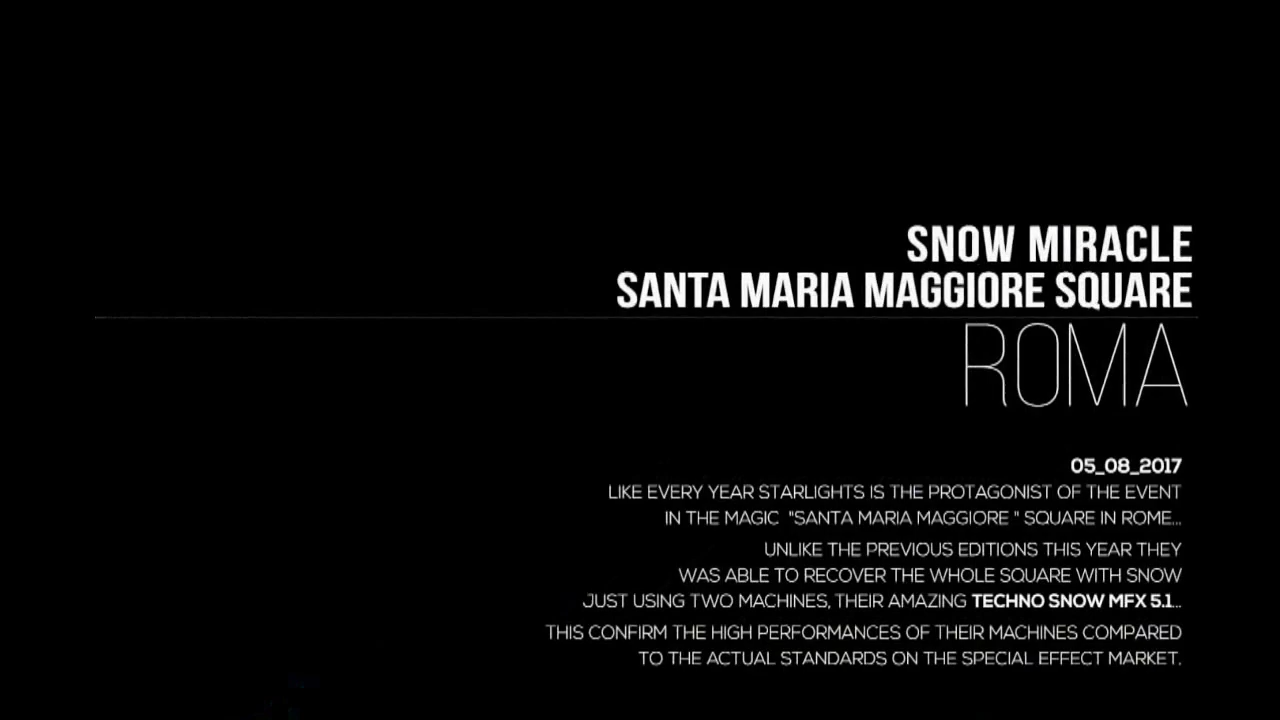 SNOW MIRACLE
SANTA MARIA MAGGIORE SQUARE
ROMA
05_08_2017
LIKE EVERY YEAR STARLIGHTS IS THE PROTAGONIST OF THE EVENT
IN THE MAGIC "SANTA MARIA MAGGIORE " SQUARE IN ROME...
UNLIKE THE PREVIOUS EDITIONS THIS YEAR THEY
WAS ABLE TO RECOVER THE WHOLE SQUARE WITH SNOW
JUST USING TWO MACHINES, THEIR AMAZING TECHNO SNOW MFX 5.1...
THIS CONFIRM THE HIGH PERFORMANCES OF THEIR MACHINES COMPARED
TO THE ACTUAL STANDARDS ON THE SPECIAL EFFECT MARKET.